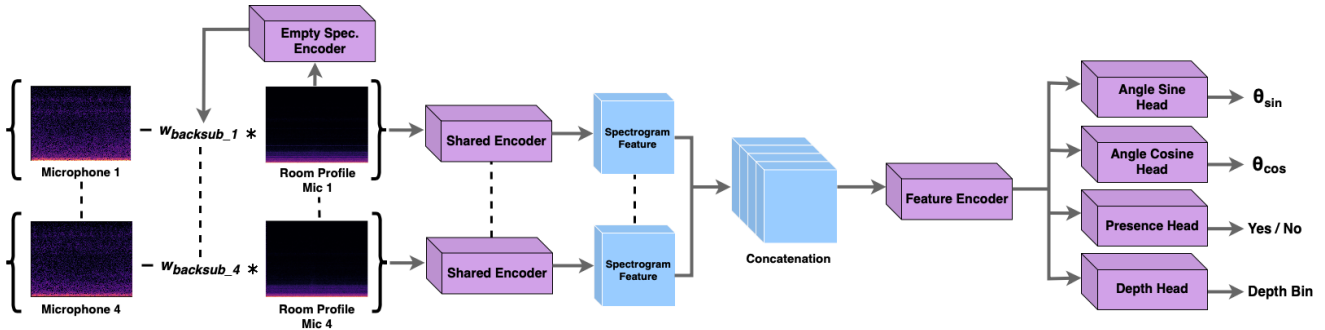 Empty Spec.
Encoder
Microphone 1
– w_backsub_1 *
Room Profile
Mic 1
Shared Encoder
Spectrogram
Feature
Microphone 4
– w_backsub_4 *
Room Profile
Mic 4
Shared Encoder
Spectrogram
Feature
Concatenation
Feature Encoder
Angle Sine
Head
θsin
Angle Cosine
Head
θcos
Presence Head
Yes / No
Depth Head
Depth Bin